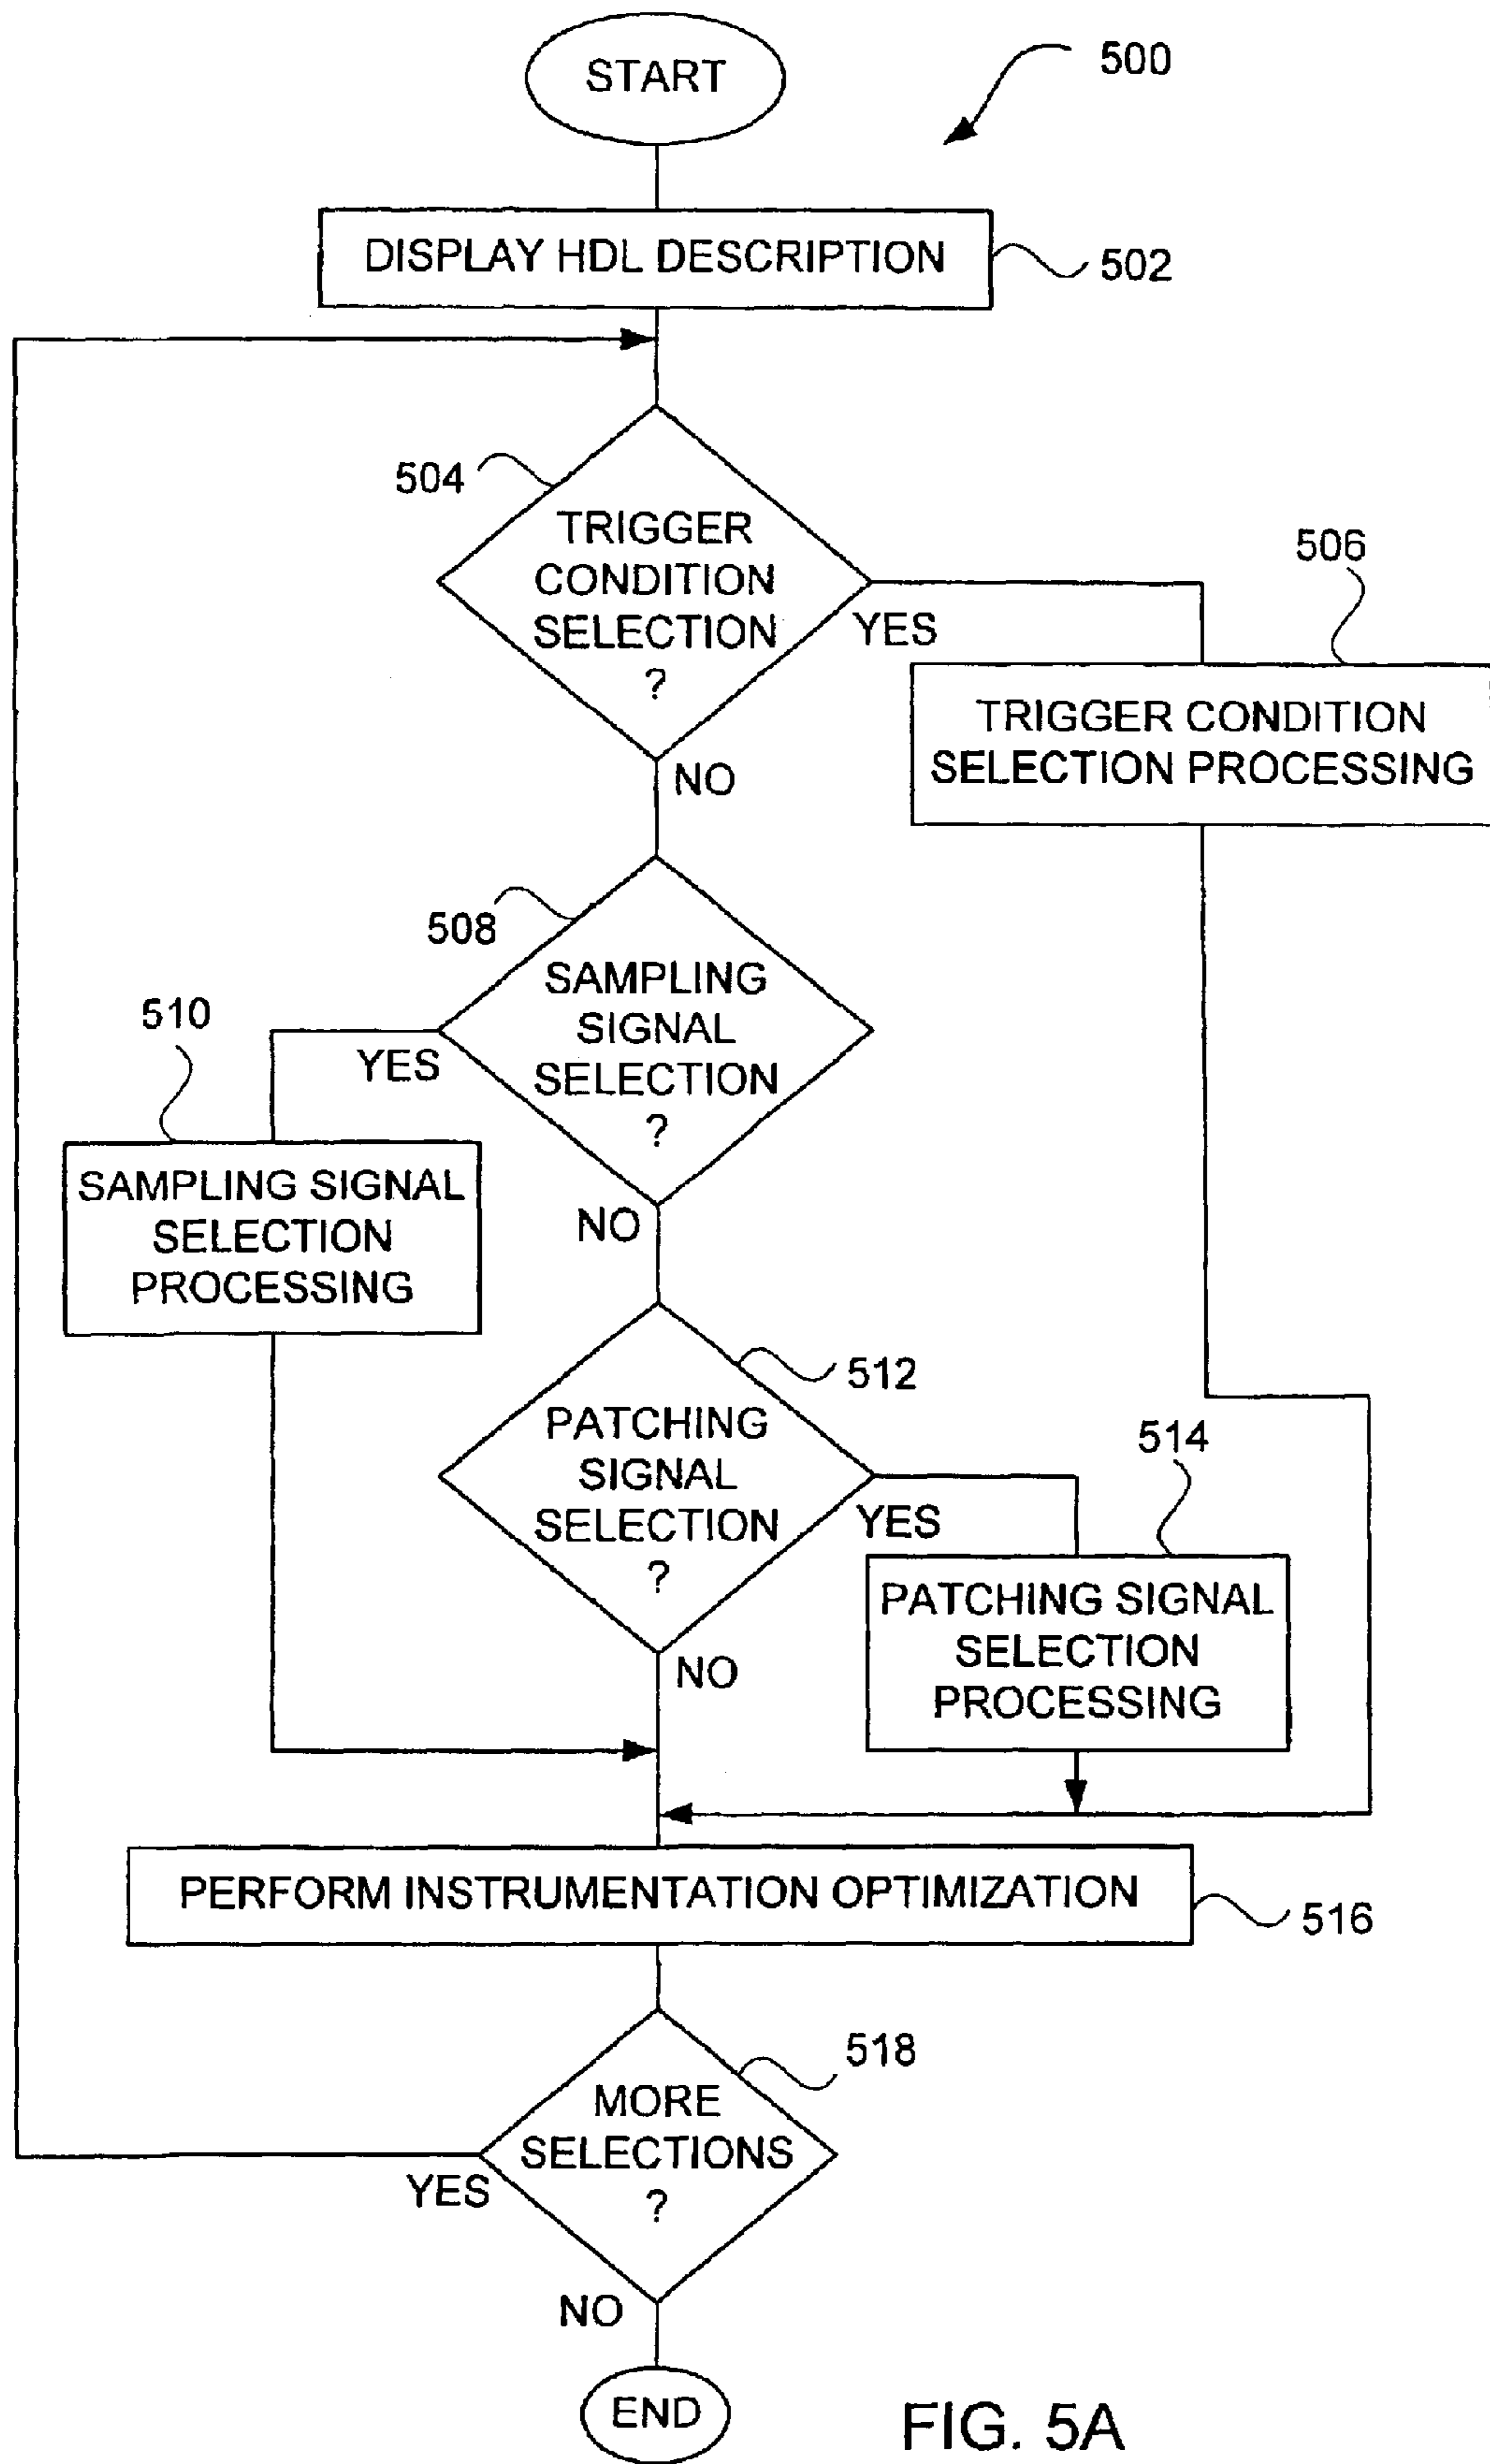 START
500
DISPLAY HDL DESCRIPTION
502
504
TRIGGER
CONDITION
SELECTION
?
YES
NO
506
TRIGGER CONDITION
SELECTION PROCESSING
508
SAMPLING
SIGNAL
SELECTION
?
YES
NO
510
SAMPLING SIGNAL
SELECTION
PROCESSING
512
PATCHING
SIGNAL
SELECTION
?
YES
NO
514
PATCHING SIGNAL
SELECTION
PROCESSING
PERFORM INSTRUMENTATION OPTIMIZATION
516
518
MORE
SELECTIONS
?
YES
NO
END
FIG. 5A